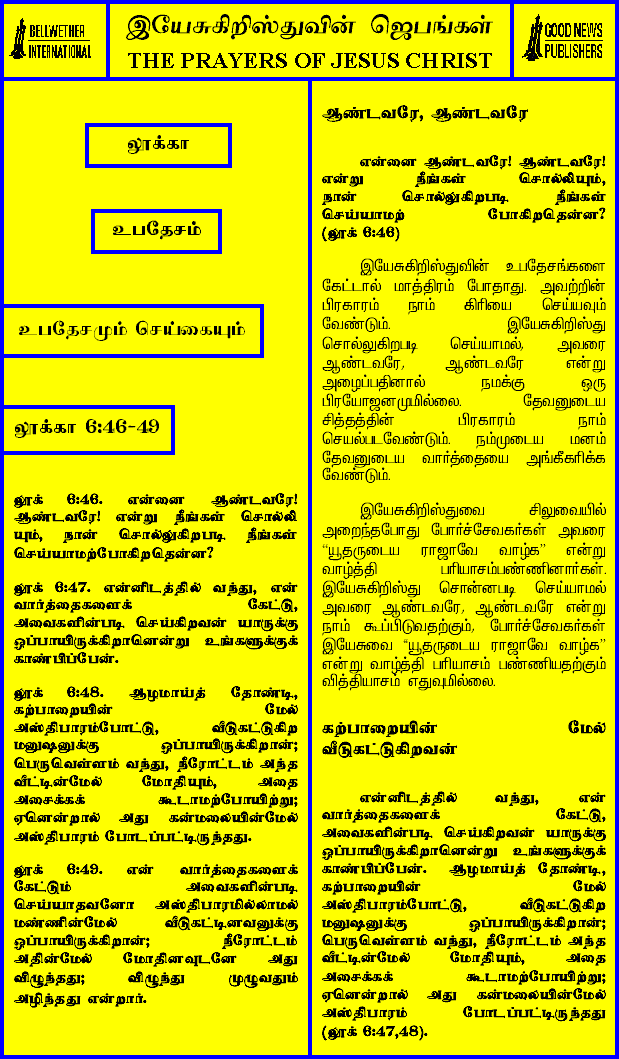 BELLWETHER
INTERNATIONAL
இயேசுகிறிஸ்துவின் ஜெபங்கள்
THE PRAYERS OF JESUS CHRIST
GOOD NEWS
PUBLISHERS
லூக்கா
உபதேசம்
உபதேசமும் செய்கையும்
லூக்கா 6:46-49
லூக் 6:46. என்னை ஆண்டவரே!
ஆண்டவரே! என்று நீங்கள் சொல்லி
யும், நான் சொல்லுகிறபடி நீங்கள்
செய்யாமற்போகிறதென்ன?
லூக் 6:47. என்னிடத்தில் வந்து, என்
வார்த்தைகளைக் கேட்டு,
அவைகளின்படி செய்கிறவன் யாருக்கு
ஒப்பாயிருக்கிறானென்று உங்களுக்குக்
காண்பிப்பேன்.
லூக் 6:48. ஆழமாய்த் தோண்டி,
கற்பாறையின் மேல்
அஸ்திபாரம்போட்டு, வீடுகட்டுகிற
மனுஷனுக்கு ஒப்பாயிருக்கிறான்;
பெருவெள்ளம் வந்து, நீரோட்டம் அந்த
வீட்டின்மேல் மோதியும், அதை
அசைக்கக் கூடாமற்போயிற்று;
ஏனென்றால் அது கன்மலையின்மேல்
அஸ்திபாரம் போடப்பட்டிருந்தது.
லூக் 6:49. என் வார்த்தைகளைக்
கேட்டும் அவைகளின்படி
செய்யாதவனோ அஸ்திபாரமில்லாமல்
மண்ணின்மேல் வீடுகட்டினவனுக்கு
ஒப்பாயிருக்கிறான்; நீரோட்டம்
அதின்மேல் மோதினவுடனே அது
விழுந்தது; விழுந்து முழுவதும்
அழிந்தது என்றார்.
ஆண்டவரே, ஆண்டவரே
என்னை ஆண்டவரே! ஆண்டவரே!
என்று நீங்கள் சொல்லியும்,
நான் சொல்லுகிறபடி நீங்கள்
செய்யாமற் போகிறதென்ன?
(லூக் 6:46)
இயேசுகிறிஸ்துவின் உபதேசங்களை
கேட்டால் மாத்திரம் போதாது. அவற்றின்
பிரகாரம் நாம் கிரியை செய்யவும்
வேண்டும். இயேசுகிறிஸ்து
சொல்லுகிறபடி செய்யாமல், அவரை
ஆண்டவரே, ஆண்டவரே என்று
அழைப்பதினால் நமக்கு ஒரு
பிரயோஜனமுமில்லை. தேவனுடைய
சித்தத்தின் பிரகாரம் நாம்
செயல்படவேண்டும். நம்முடைய மனம்
தேவனுடைய வார்த்தையை அங்கீகரிக்க
வேண்டும்.
இயேசுகிறிஸ்துவை சிலுவையில்
அறைந்தபோது போர்ச்சேவகர்கள் அவரை
“யூதருடைய ராஜாவே வாழ்க” என்று
வாழ்த்தி பரியாசம்பண்ணினார்கள்.
இயேசுகிறிஸ்து சொன்னபடி செய்யாமல்
அவரை ஆண்டவரே, ஆண்டவரே என்று
நாம் கூப்பிடுவதற்கும், போர்ச்சேவகர்கள்
இயேசுவை “யூதருடைய ராஜாவே வாழ்க”
என்று வாழ்த்தி பரியாசம் பண்ணியதற்கும்
வித்தியாசம் எதுவுமில்லை.
கற்பாறையின் மேல்
வீடுகட்டுகிறவன்
என்னிடத்தில் வந்து, என்
வார்த்தைகளைக் கேட்டு,
அவைகளின்படி செய்கிறவன் யாருக்கு
ஒப்பாயிருக்கிறானென்று உங்களுக்குக்
காண்பிப்பேன். ஆழமாய்த் தோண்டி,
கற்பாறையின் மேல்
அஸ்திபாரம்போட்டு, வீடுகட்டுகிற
மனுஷனுக்கு ஒப்பாயிருக்கிறான்;
பெருவெள்ளம் வந்து, நீரோட்டம் அந்த
வீட்டின்மேல் மோதியும், அதை
அசைக்கக் கூடாமற்போயிற்று;
ஏனென்றால் அது கன்மலையின்மேல்
அஸ்திபாரம் போடப்பட்டிருந்தது
(லூக் 6:47,48).